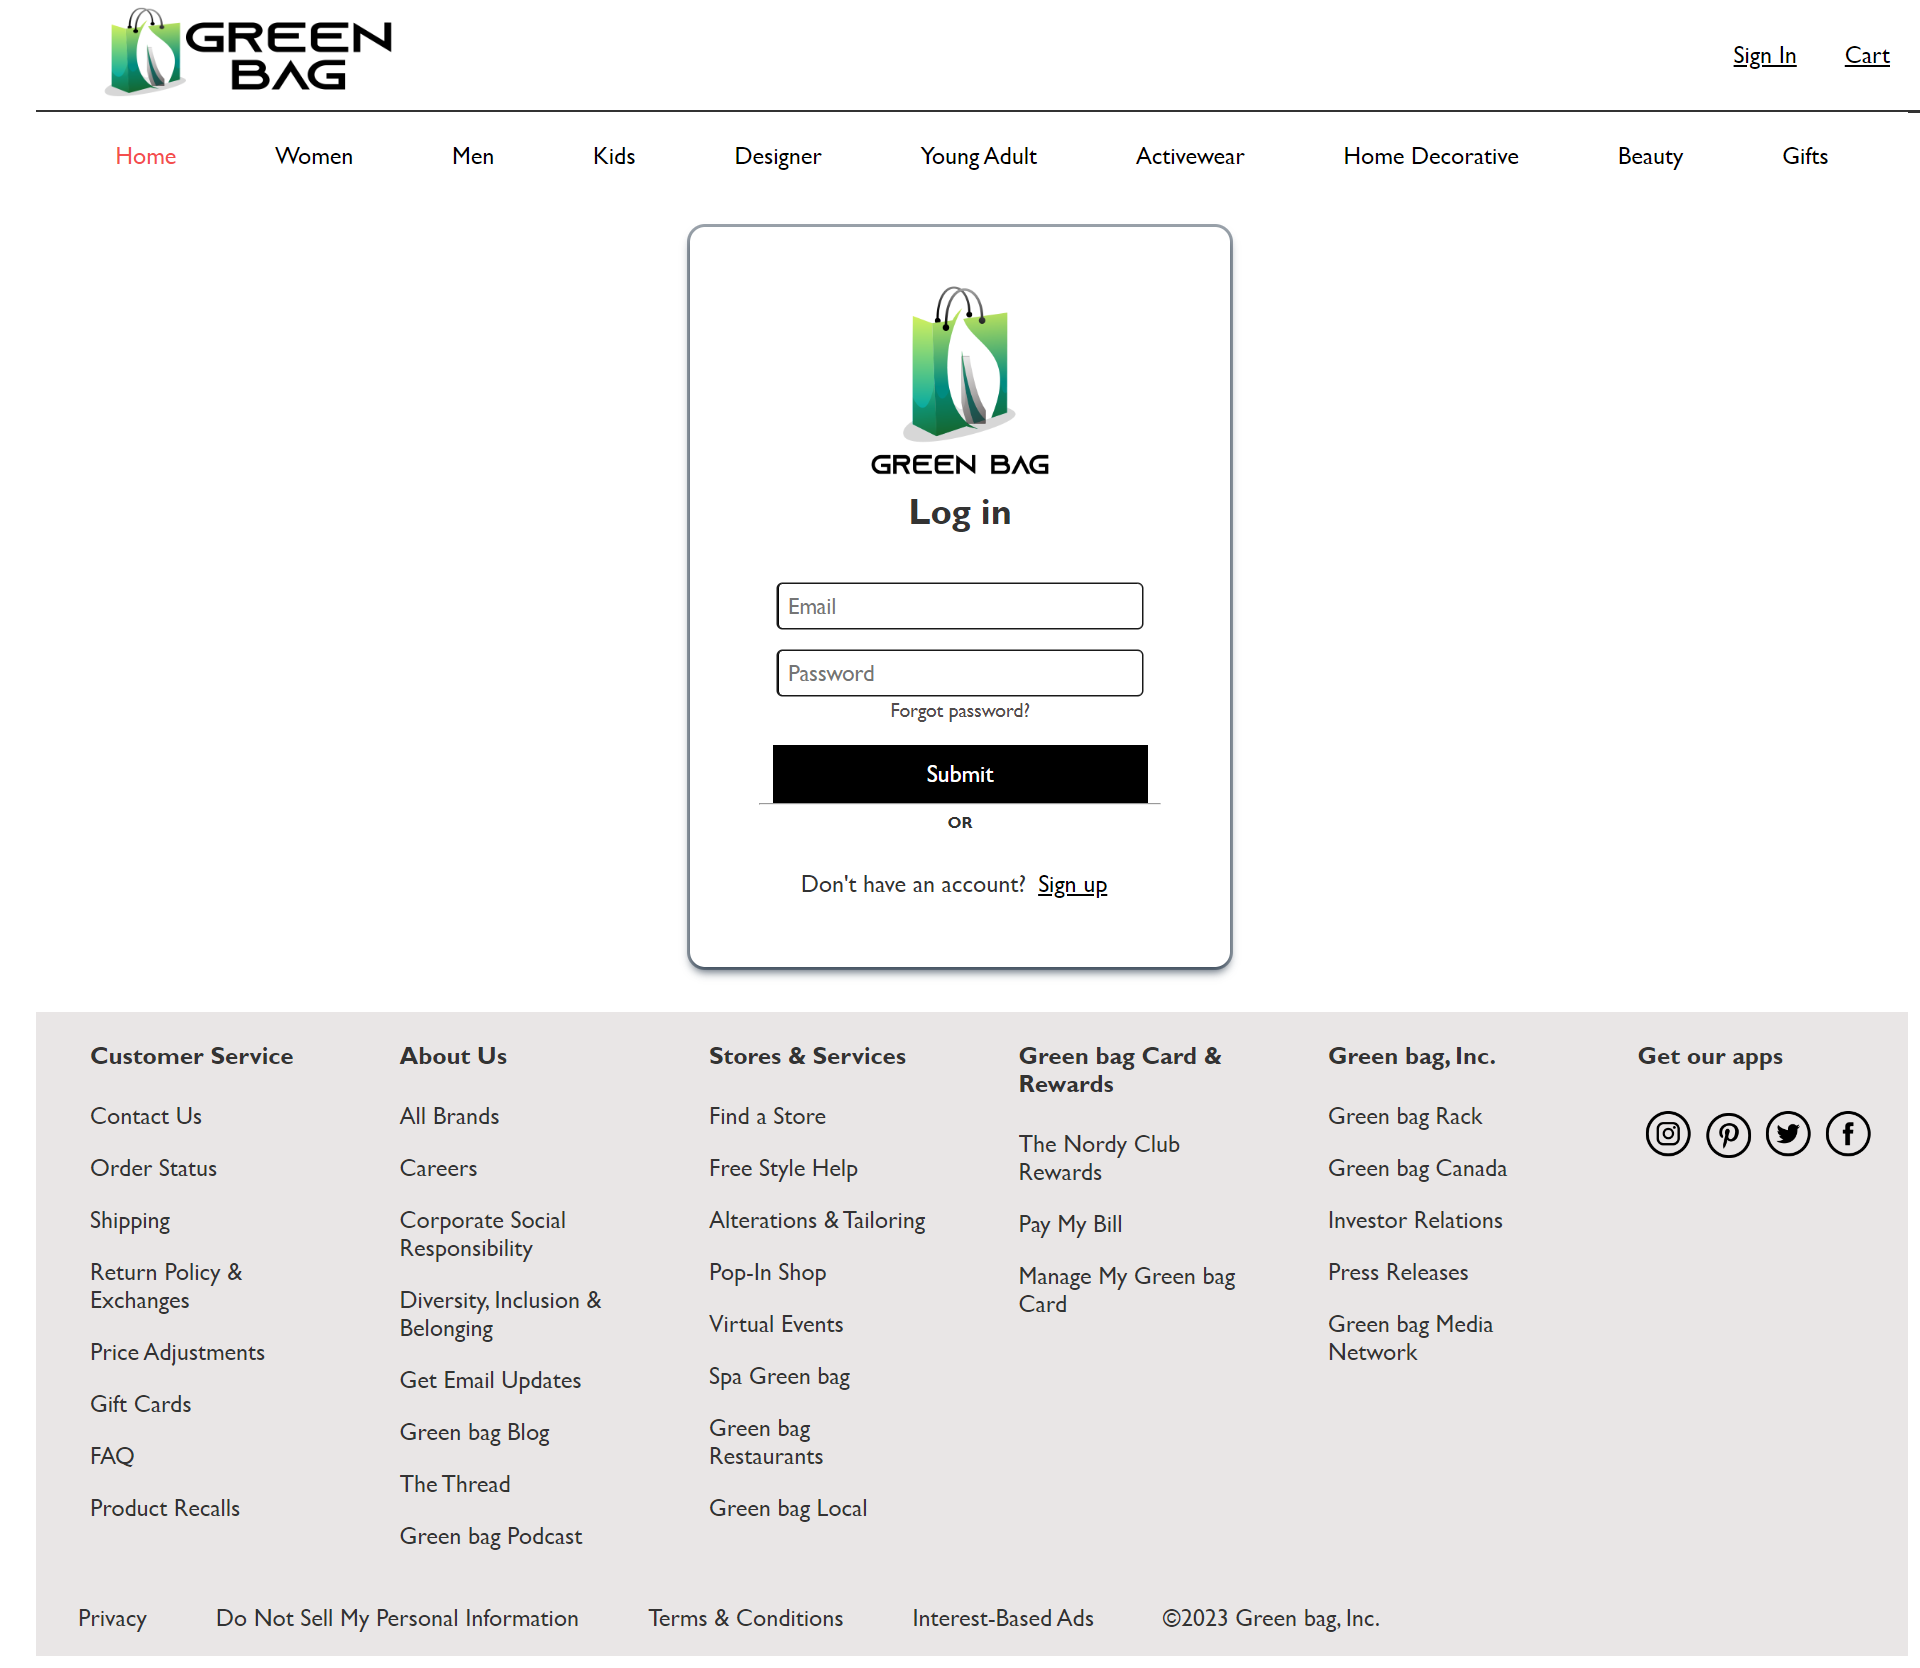 GREEN
BAG
Sign In Cart
Home Women Men Kids Designer Young Adult Activewear Home Decorative Beauty Gifts
GREEN BAG
Log in
Email
Password
Forgot password?
Submit
OR
Don't have an account? Sign up
Customer Service
Contact Us
Order Status
Shipping
Return Policy &
Exchanges
Price Adjustments
Gift Cards
FAQ
Product Recalls
About Us
All Brands
Careers
Corporate Social
Responsibility
Diversity, Inclusion &
Belonging
Get Email Updates
Green bag Blog
The Thread
Green bag Podcast
Stores & Services
Find a Store
Free Style Help
Alterations & Tailoring
Pop-In Shop
Virtual Events
Spa Green bag
Green bag
Restaurants
Green bag Local
Green bag Card &
Rewards
The Nordy Club
Rewards
Pay My Bill
Manage My Green bag
Card
Green bag, Inc.
Green bag Rack
Green bag Canada
Investor Relations
Press Releases
Green bag Media
Network
Get our apps
Privacy Do Not Sell My Personal Information Terms & Conditions Interest-Based Ads ©2023 Green bag, Inc.